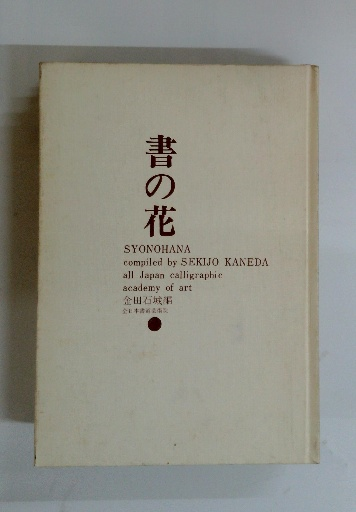 書の花
SYONOHANA
compiled by SEKIJO KANEDA
all Japan calligraphic
academy of art
金田石城編